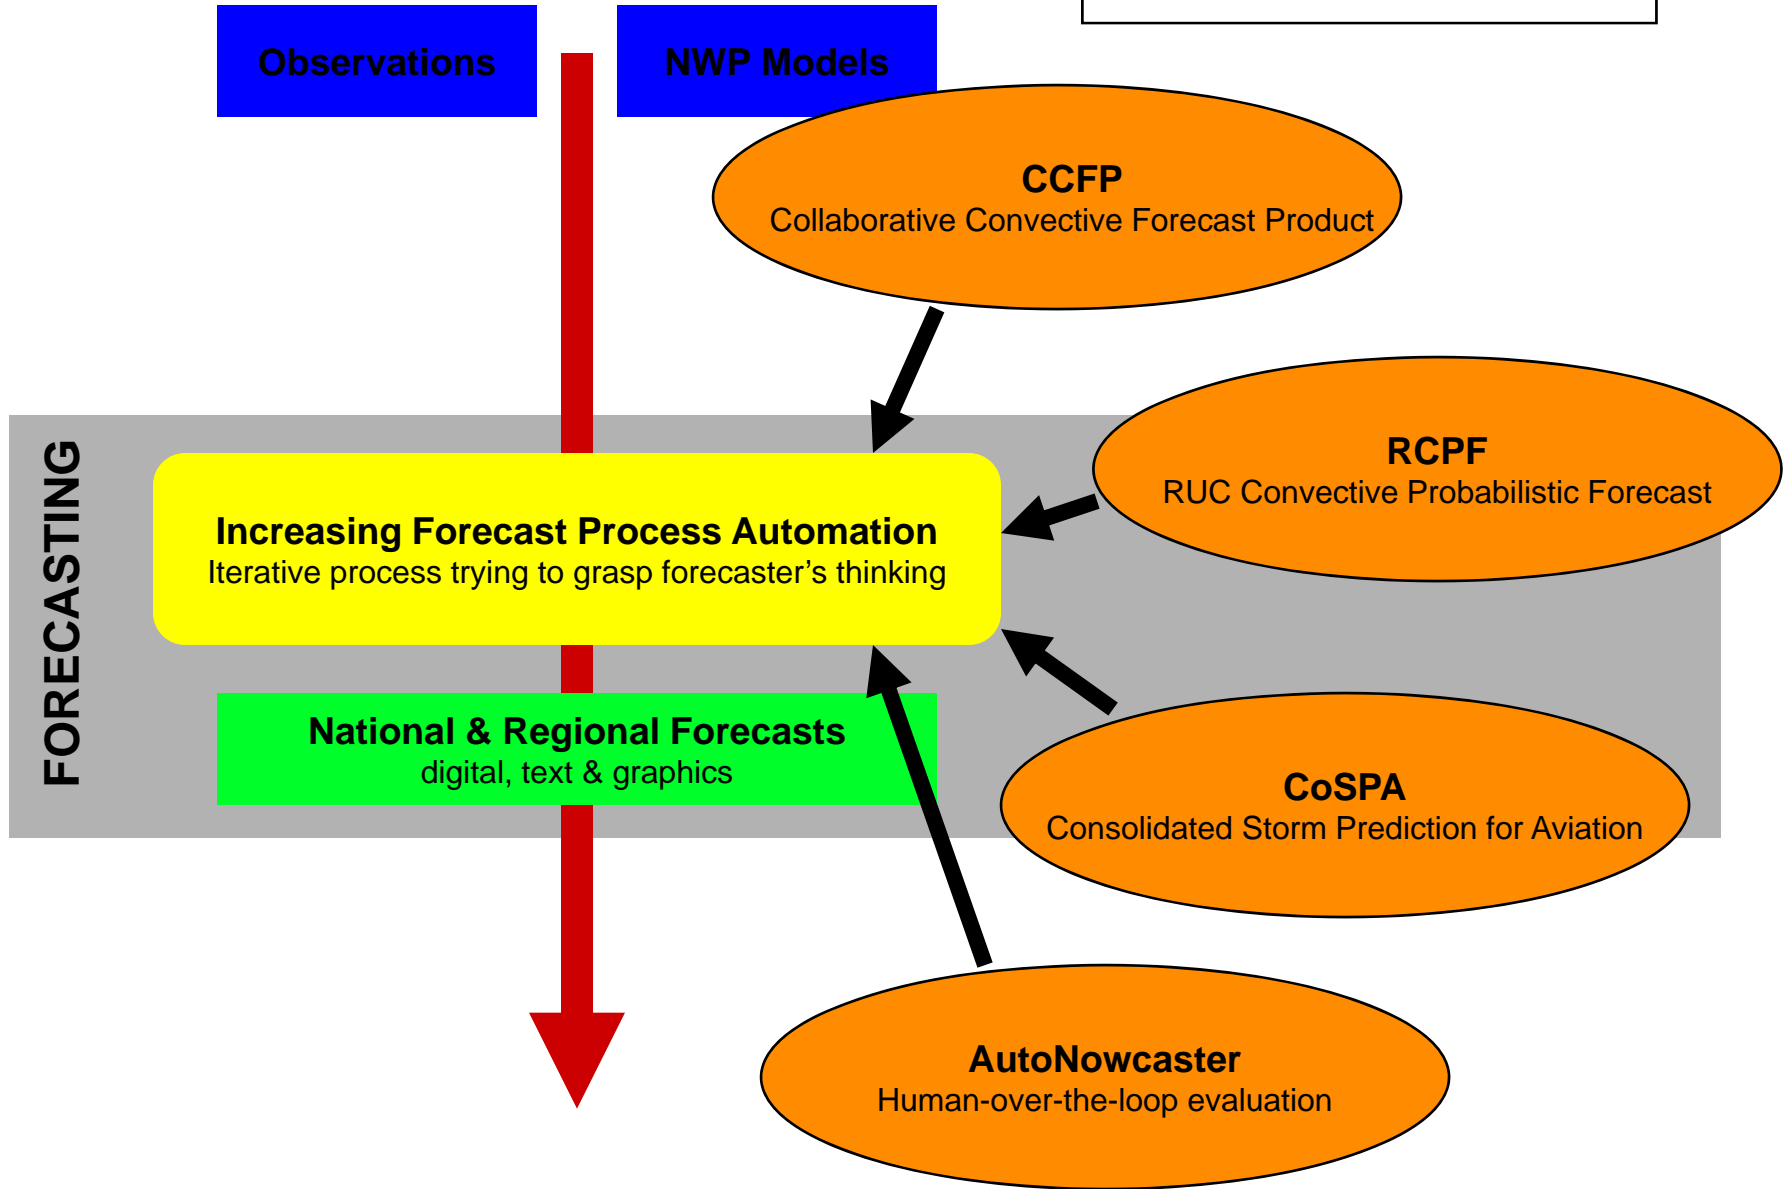 Observations
NWP Models
CCFP
Collaborative Convective Forecast Product
FORECASTING
RCPF
RUC Convective Probabilistic Forecast
Increasing Forecast Process Automation
Iterative process trying to grasp forecaster’s thinking
National & Regional Forecasts
digital, text & graphics
CoSPA
Consolidated Storm Prediction for Aviation
AutoNowcaster
Human-over-the-loop evaluation